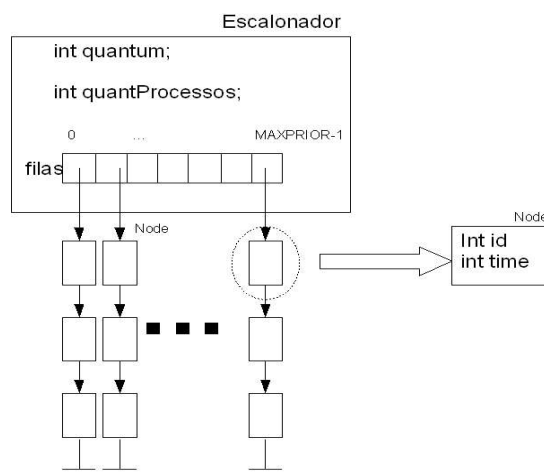 Escalonador
int quantum;
int quantProcessos;
0 ... MAXPRIOR-1
filas
Node
Node
Int id
int time